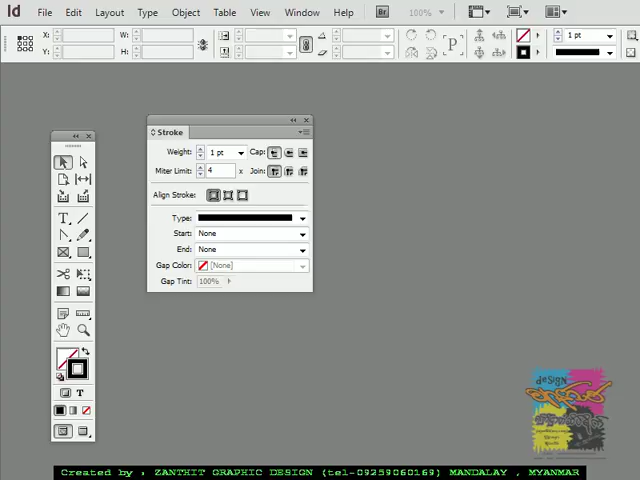 Id File Edit Layout Type Object Table View Window Help Br 100%
X: W: 1 pt
Y: H: P
Stroke
Weight: 1 pt Cap:
Miter Limit: 4 x Join:
Align Stroke:
Type:
Start: None
End: None
Gap Color: [None]
Gap Tint: 100%
T
T
deSIGN
Created by : ZANTHIT GRAPHIC DESIGN (tel-09259060169) MANDALAY , MYANMAR